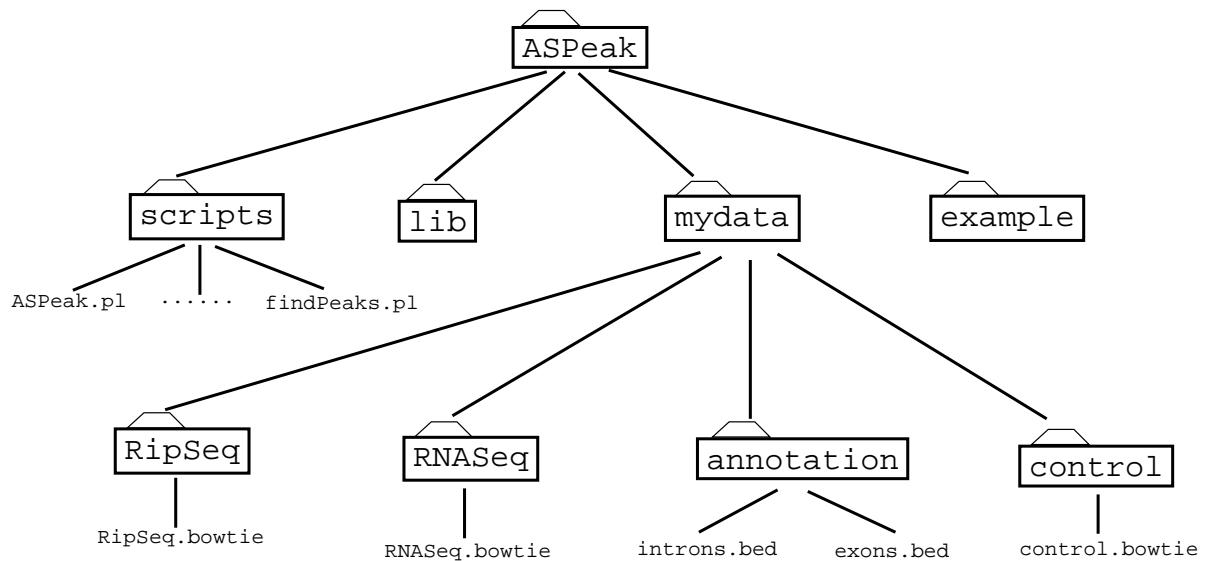 ASPeak
scripts
lib
mydata
example
ASPeak.pl
......
findPeaks.pl
RipSeq
RNASeq
annotation
control
RipSeq.bowtie
RNASeq.bowtie
introns.bed
exons.bed
control.bowtie